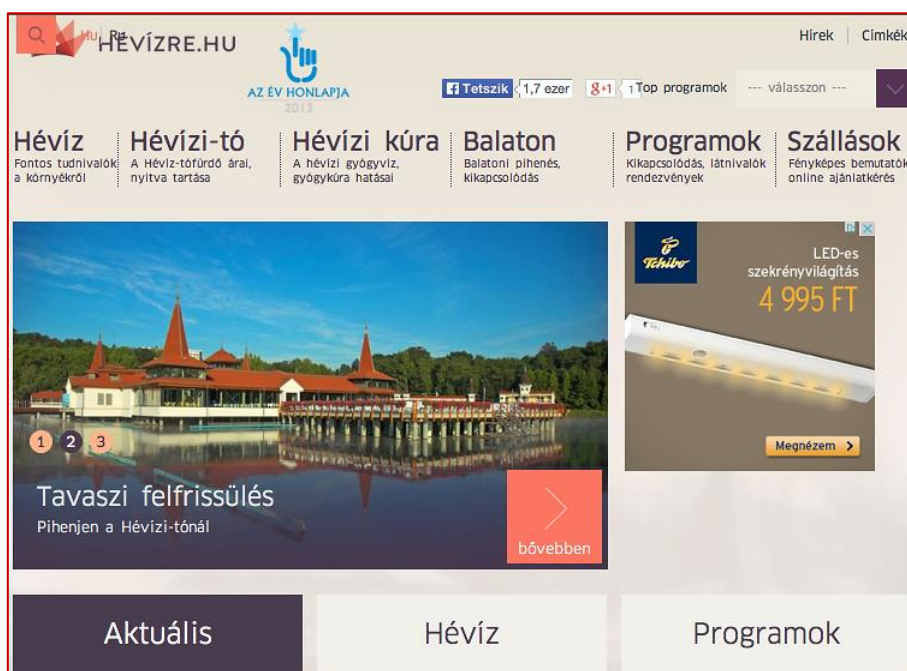 Hu Ru
HÉVÍZRE.HU
Hírek
Címkék
AZ ÉV HONLAPJA
2013
Tetszik 1,7 ezer
g+1 1
Top programok
--- válasszon ---
Hévíz
Fontos tudnivalók
a környékről
Hévízi-tó
A Hévíz-tófürdő árai,
nyitva tartása
Hévízi kúra
A hévízi gyógyvíz,
gyógykúra hatásai
Balaton
Balatoni pihenés,
kikapcsolódás
Programok
Kikapcsolódás, látnivalók
rendezvények
Szállások
Fényképes bemutatók
online ajánlatkérés
Tchibo
LED-es
szekrényvilágítás
4 995 FT
Megnézem
1 2 3
Tavaszi felfrissülés
Pihenjen a Hévízi-tónál
bővebben
Aktuális
Hévíz
Programok